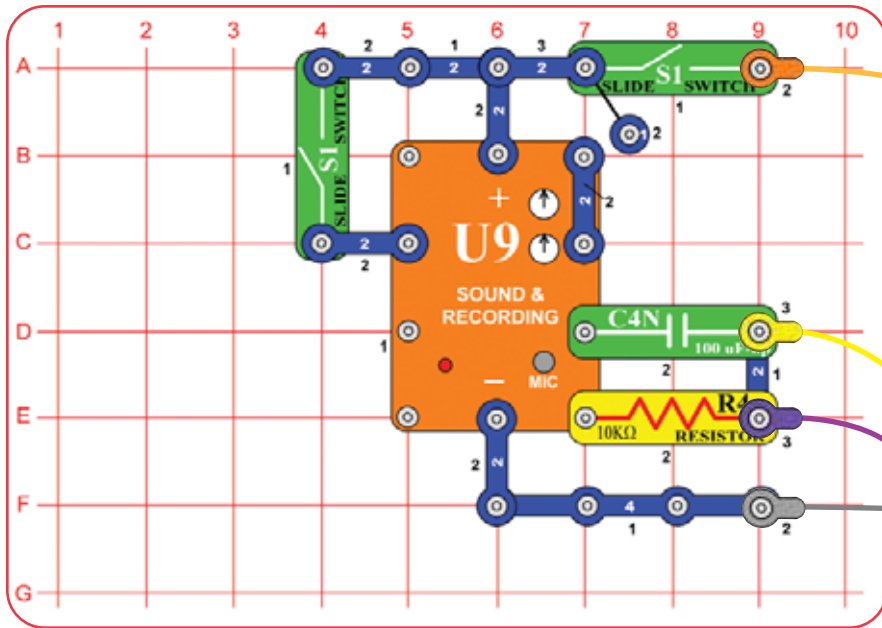 1 2 3 4 5 6 7 8 9 10
2 1 3
A 2 2 2 S1 2
SLIDE SWITCH
1
1 2
2 2
1 S1 SLIDE SWITCH
B
+ 2 2
C 2 U9
2
SOUND &
RECORDING
3
D C4N
1 100 uF
2 2 1
− MIC
R4
E
10KΩ RESISTOR 3
2 2 2
F 4 2
1
G